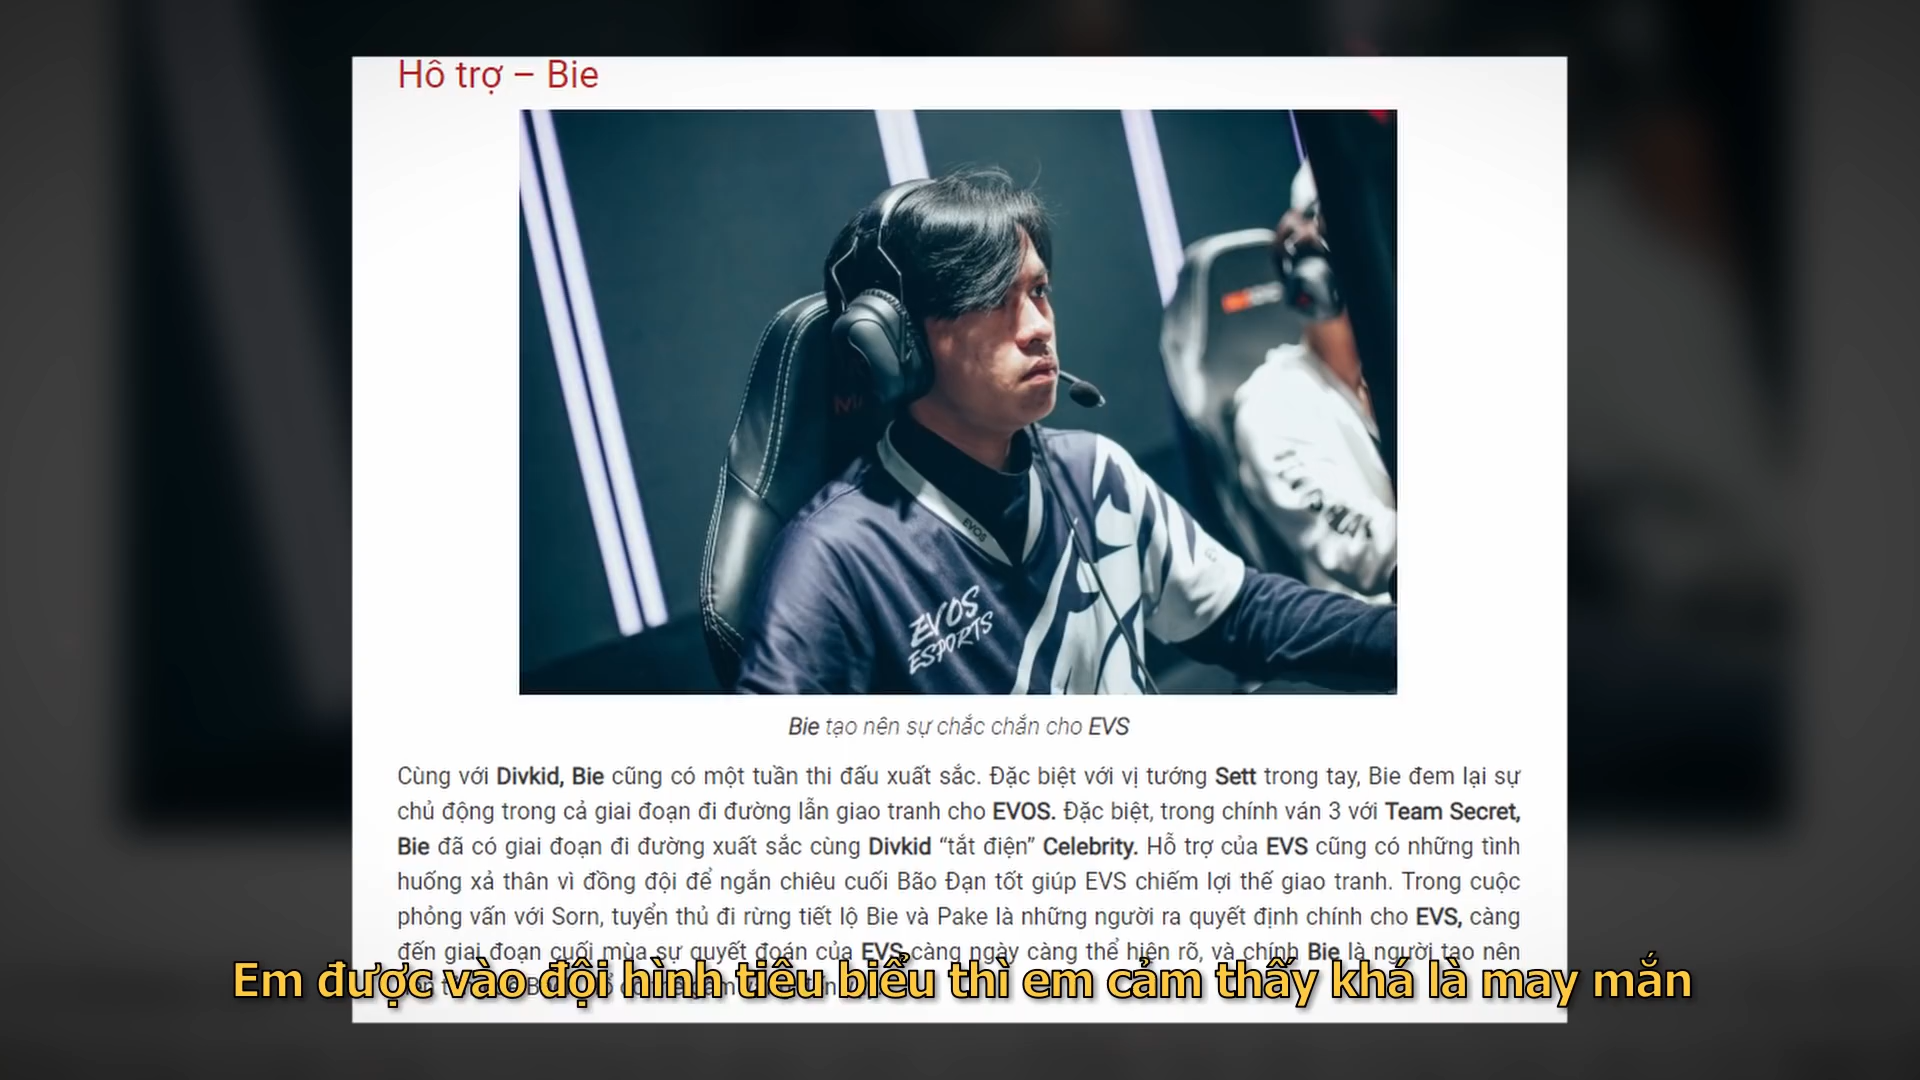 Hỗ trợ – Bie
EVOS
EVOS
ESPORTS
Bie tạo nên sự chắc chắn cho EVS
Cùng với Divkid, Bie cũng có một tuần thi đấu xuất sắc. Đặc biệt với vị tướng Sett trong tay, Bie đem lại sự
chủ động trong cả giai đoạn đi đường lẫn giao tranh cho EVOS. Đặc biệt, trong chính ván 3 với Team Secret,
Bie đã có giai đoạn đi đường xuất sắc cùng Divkid “tắt điện” Celebrity. Hỗ trợ của EVS cũng có những tình
huống xả thân vì đồng đội để ngắn chiêu cuối Bão Đạn tốt giúp EVS chiếm lợi thế giao tranh. Trong cuộc
phỏng vấn với Sorn, tuyển thủ đi rừng tiết lộ Bie và Pake là những người ra quyết định chính cho EVS, càng
đến giai đoạn cuối mùa sự quyết đoán của EVS càng ngày càng thể hiện rõ, và chính Bie là người tạo nên
Em được vào đội hình tiêu biểu thì em cảm thấy khá là may mắn